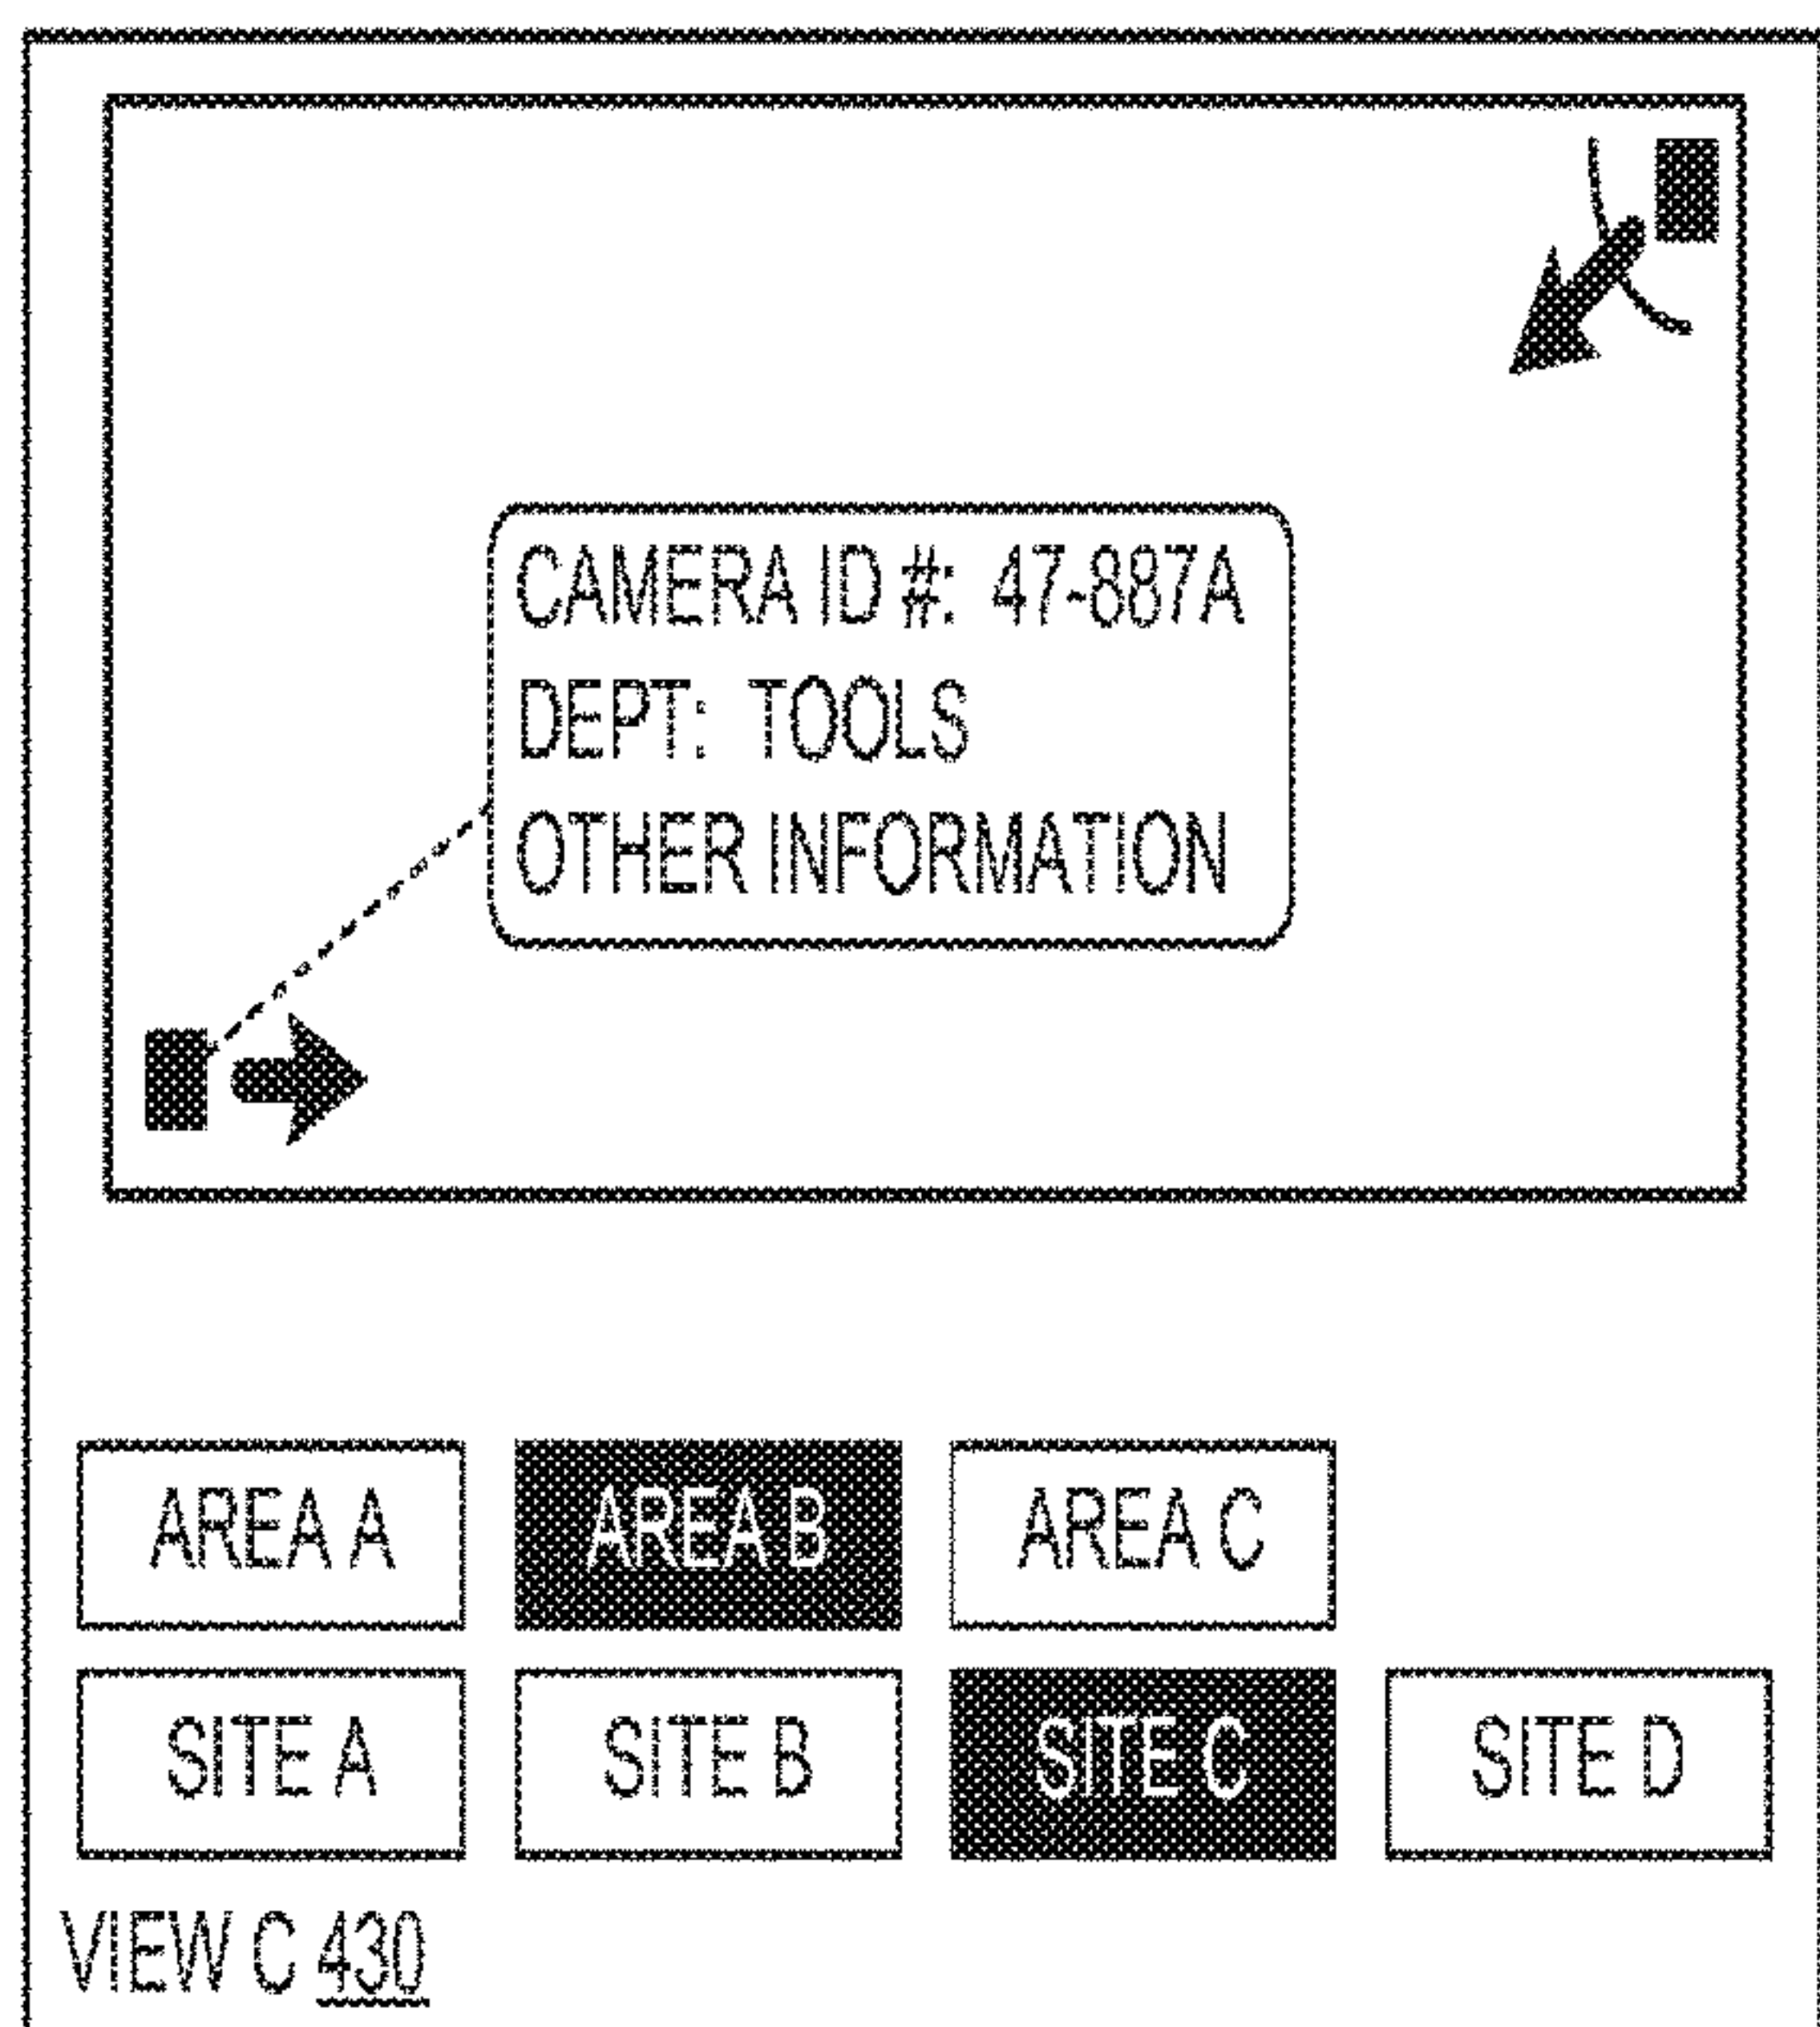 CAMERA ID #: 47-887A
DEPT: TOOLS
OTHER INFORMATION
AREA A AREA B AREA C
SITE A SITE B SITE C SITE D
VIEW C 430